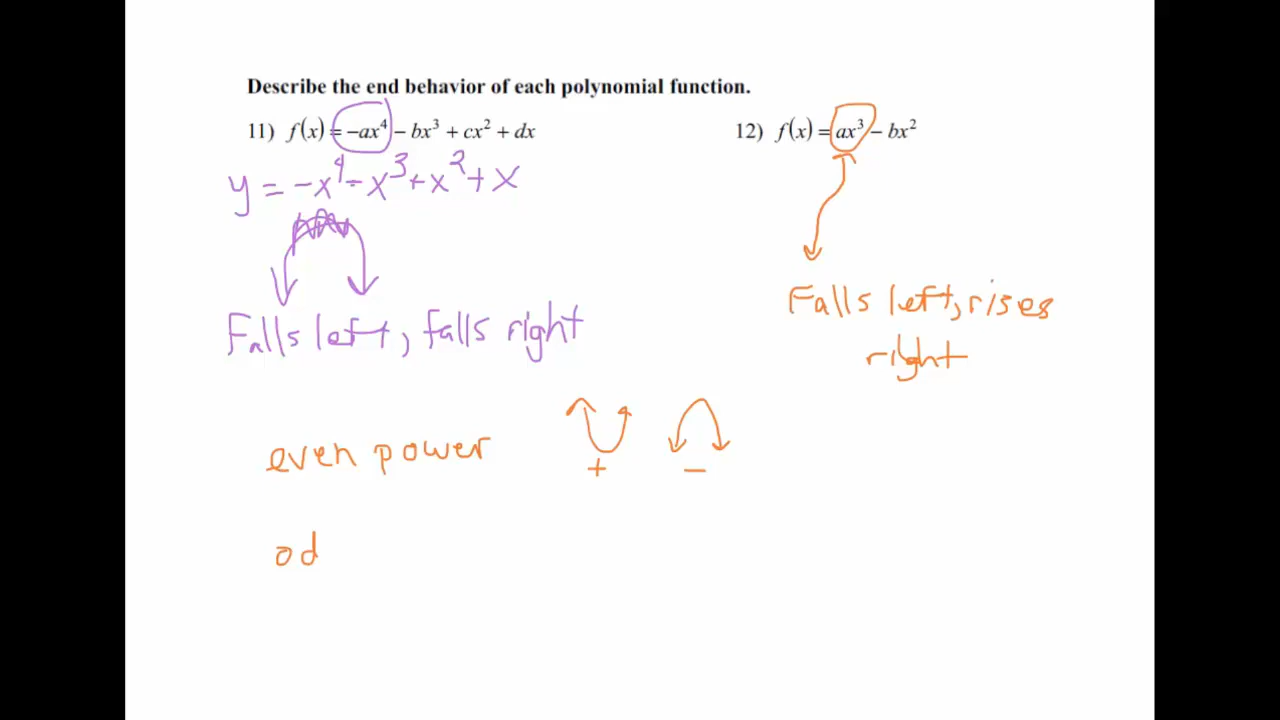 Describe the end behavior of each polynomial function.
11) f(x) = −ax⁴ − bx³ + cx² + dx
12) f(x) = ax³ − bx²
y = -x⁴ - x³ + x² + x
Falls left, falls right
Falls left, rises
right
even power
+ −
od